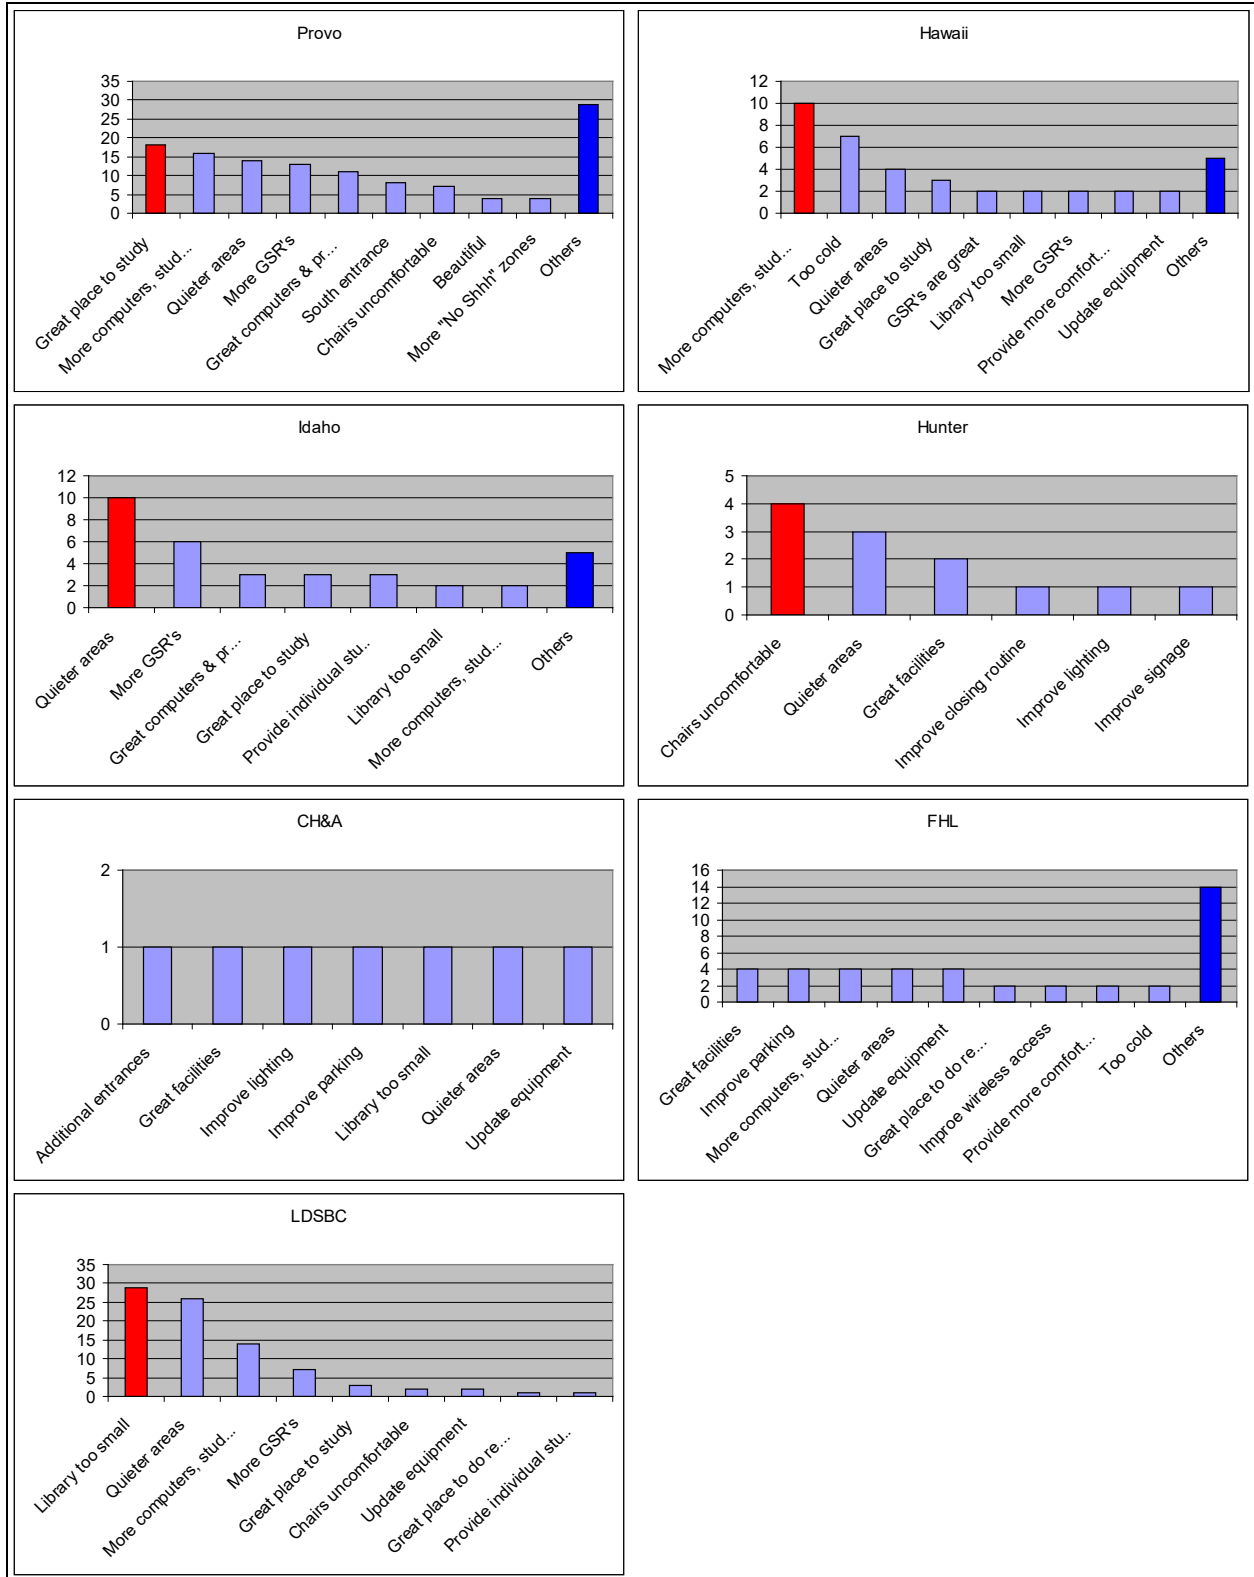 Provo
35
30
25
20
15
10
5
0
Great place to study
More computers, stud...
Quieter areas
More GSR's
Great computers & pr...
South entrance
Chairs uncomfortable
Beautiful
More "No Shhh" zones
Others
Hawaii
12
10
8
6
4
2
0
More computers, stud...
Too cold
Quieter areas
Great place to study
GSR's are great
Library too small
More GSR's
Provide more comfort...
Update equipment
Others
Idaho
12
10
8
6
4
2
0
Quieter areas
More GSR's
Great computers & pr...
Great place to study
Provide individual stu..
Library too small
More computers, stud...
Others
Hunter
5
4
3
2
1
0
Chairs uncomfortable
Quieter areas
Great facilities
Improve closing routine
Improve lighting
Improve signage
CH&A
2
1
0
Additional entrances
Great facilities
Improve lighting
Improve parking
Library too small
Quieter areas
Update equipment
FHL
16
14
12
10
8
6
4
2
0
Great facilities
Improve parking
More computers, stud...
Quieter areas
Update equipment
Great place to do re...
Improe wireless access
Provide more comfort...
Too cold
Others
LDSBC
35
30
25
20
15
10
5
0
Library too small
Quieter areas
More computers, stud...
More GSR's
Great place to study
Chairs uncomfortable
Update equipment
Great place to do re...
Provide individual stu..